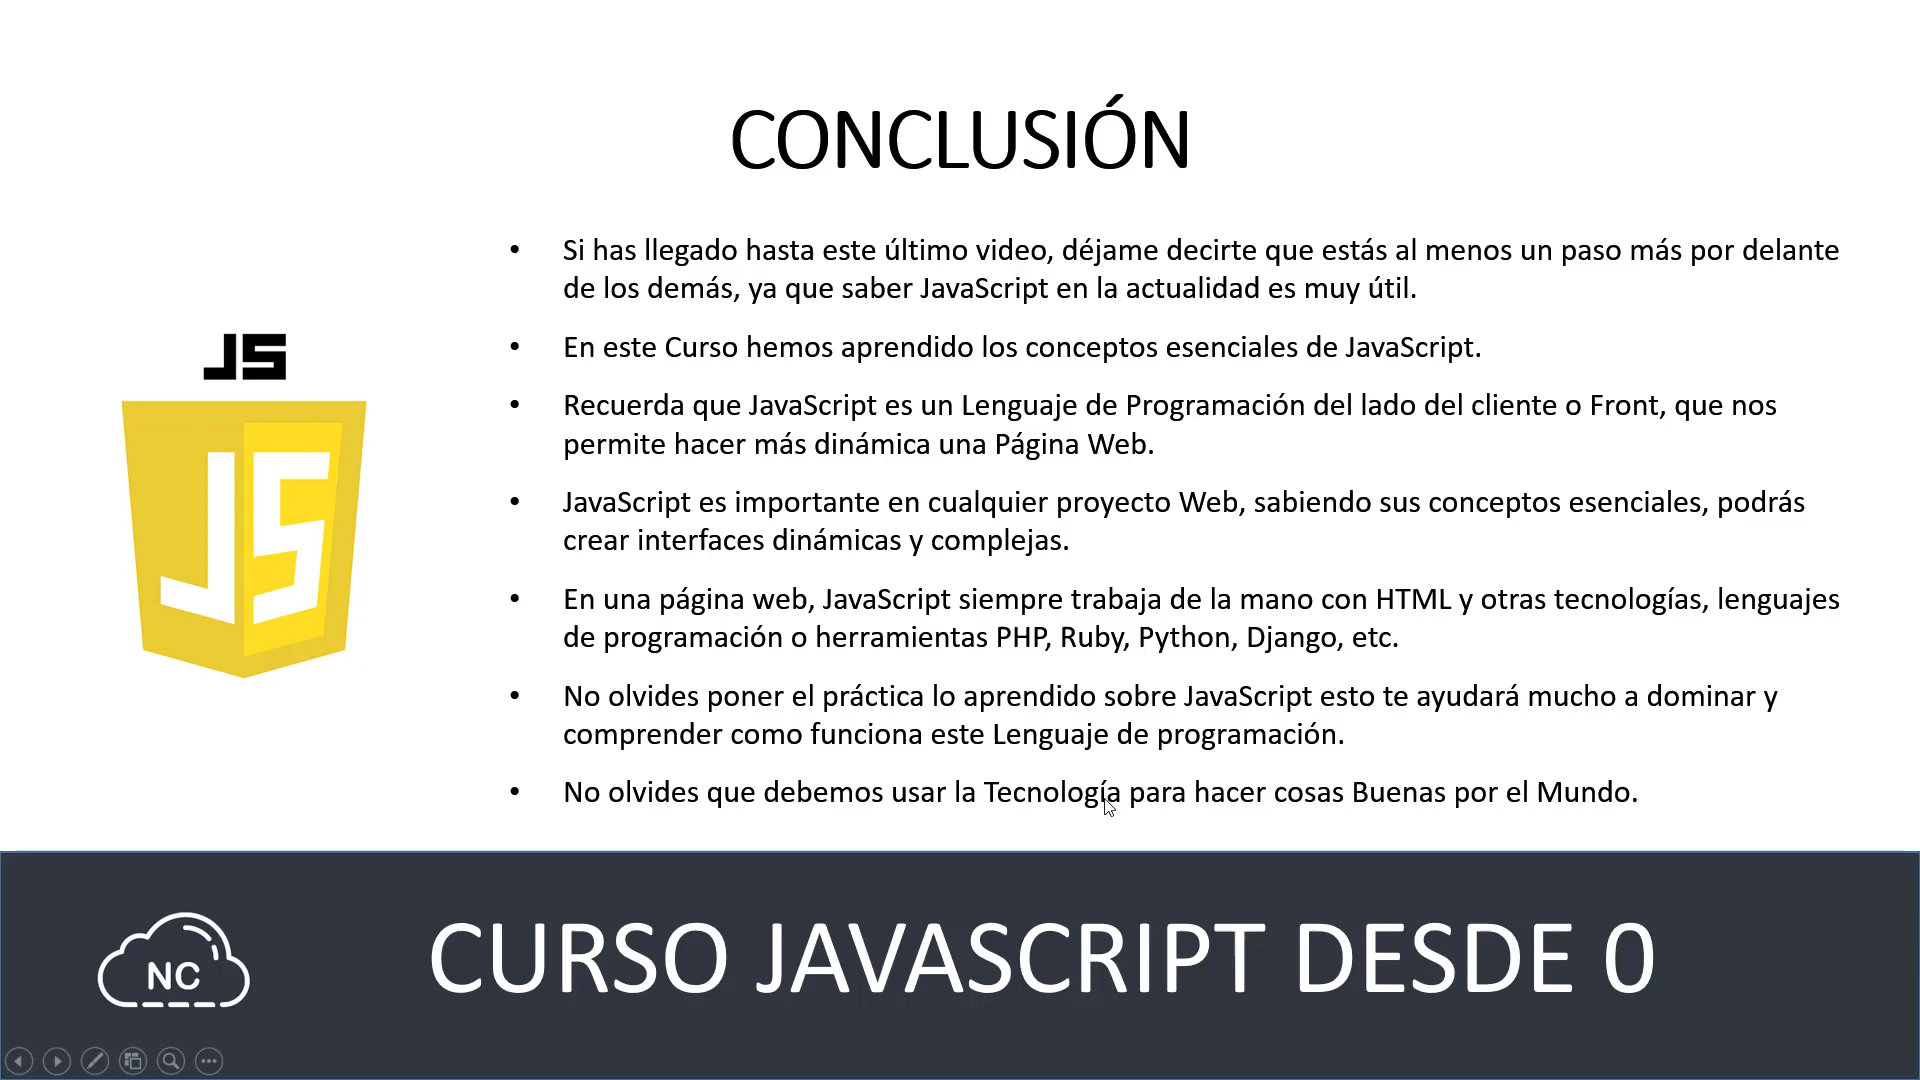 CONCLUSIÓN
JS
JS
• Si has llegado hasta este último video, déjame decirte que estás al menos un paso más por delante
de los demás, ya que saber JavaScript en la actualidad es muy útil.
• En este Curso hemos aprendido los conceptos esenciales de JavaScript.
• Recuerda que JavaScript es un Lenguaje de Programación del lado del cliente o Front, que nos
permite hacer más dinámica una Página Web.
• JavaScript es importante en cualquier proyecto Web, sabiendo sus conceptos esenciales, podrás
crear interfaces dinámicas y complejas.
• En una página web, JavaScript siempre trabaja de la mano con HTML y otras tecnologías, lenguajes
de programación o herramientas PHP, Ruby, Python, Django, etc.
• No olvides poner el práctica lo aprendido sobre JavaScript esto te ayudará mucho a dominar y
comprender como funciona este Lenguaje de programación.
• No olvides que debemos usar la Tecnología para hacer cosas Buenas por el Mundo.
NC
CURSO JAVASCRIPT DESDE 0